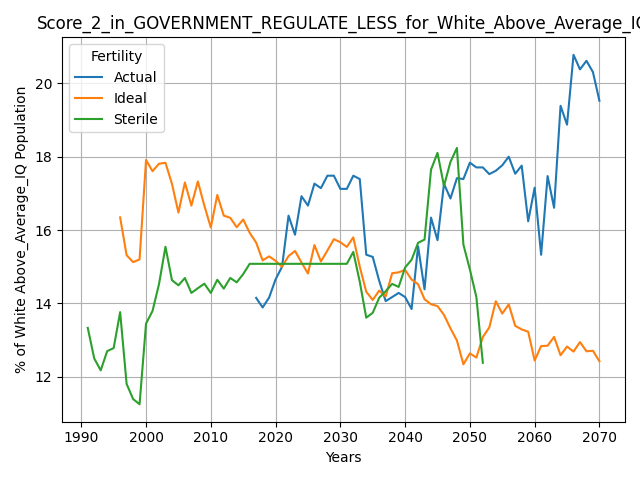 Score_2_in_GOVERNMENT_REGULATE_LESS_for_White_Above_Average_IQ
Fertility
Actual
Ideal
Sterile
% of White Above_Average_IQ Population
20
18
16
14
12
1990
2000
2010
2020
2030
2040
2050
2060
2070
Years